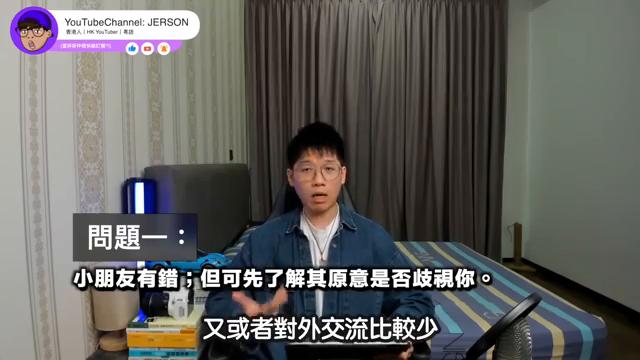 YouTubeChannel: JERSON
香港人｜HK YouTuber｜粵語
問題一：
小朋友有錯；但可先了解其原意是否歧視你。
又或者對外交流比較少